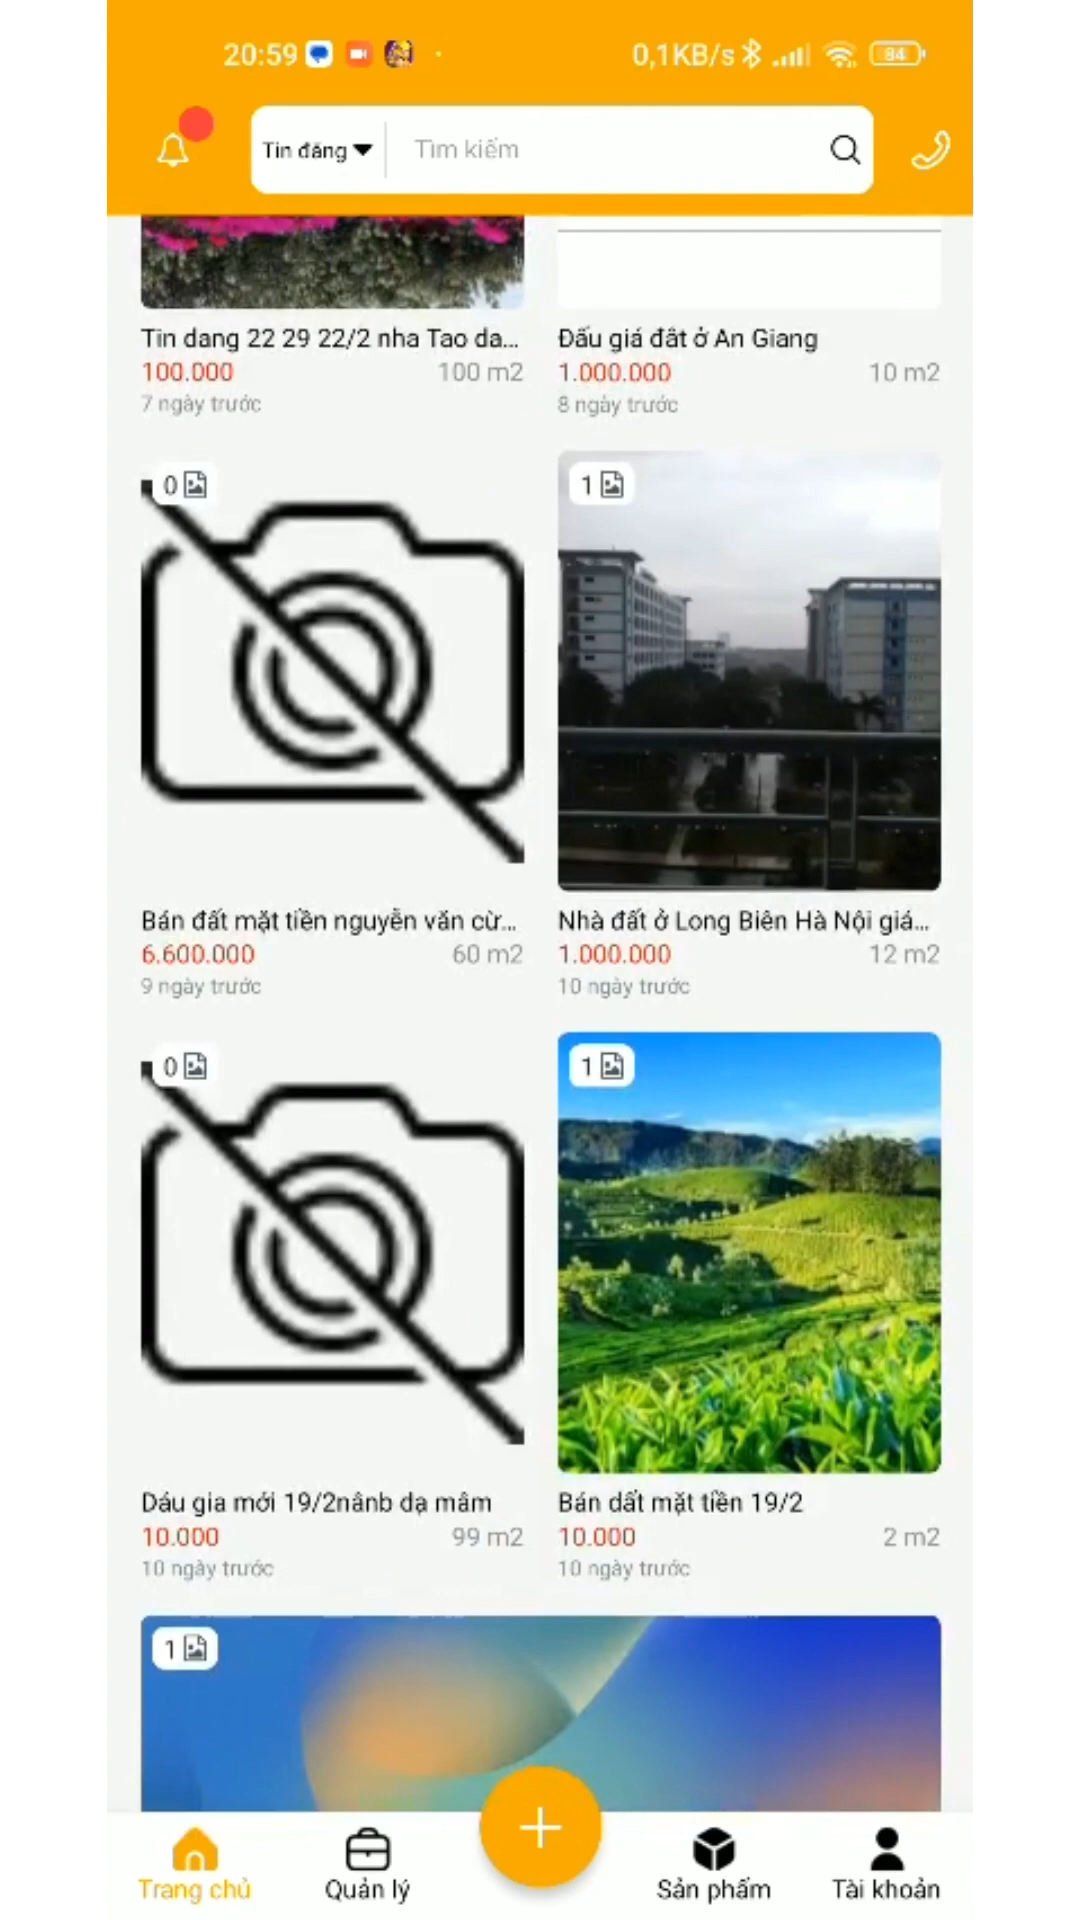 20:59
0,1KB/s
84
Tin đăng
Tìm kiếm
Tin dang 22 29 22/2 nha Tao da...
100.000
100 m2
7 ngày trước
Đấu giá đât ở An Giang
1.000.000
10 m2
8 ngày trước
0
1
Bán đất mặt tiền nguyễn văn cừ...
6.600.000
60 m2
9 ngày trước
Nhà đất ở Long Biên Hà Nội giá...
1.000.000
12 m2
10 ngày trước
0
1
Dáu gia mới 19/2nânb dạ mâm
10.000
99 m2
10 ngày trước
Bán dất mặt tiền 19/2
10.000
2 m2
10 ngày trước
1
Trang chủ
Quản lý
Sản phẩm
Tài khoản